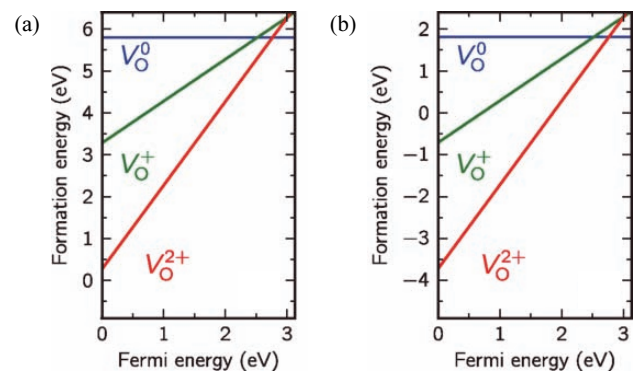 (a)
Formation energy (eV)
6
5
4
3
2
1
0
V_O^0
V_O^+
V_O^2+
0 1 2 3
Fermi energy (eV)
(b)
Formation energy (eV)
2
1
0
−1
−2
−3
−4
V_O^0
V_O^+
V_O^2+
0 1 2 3
Fermi energy (eV)